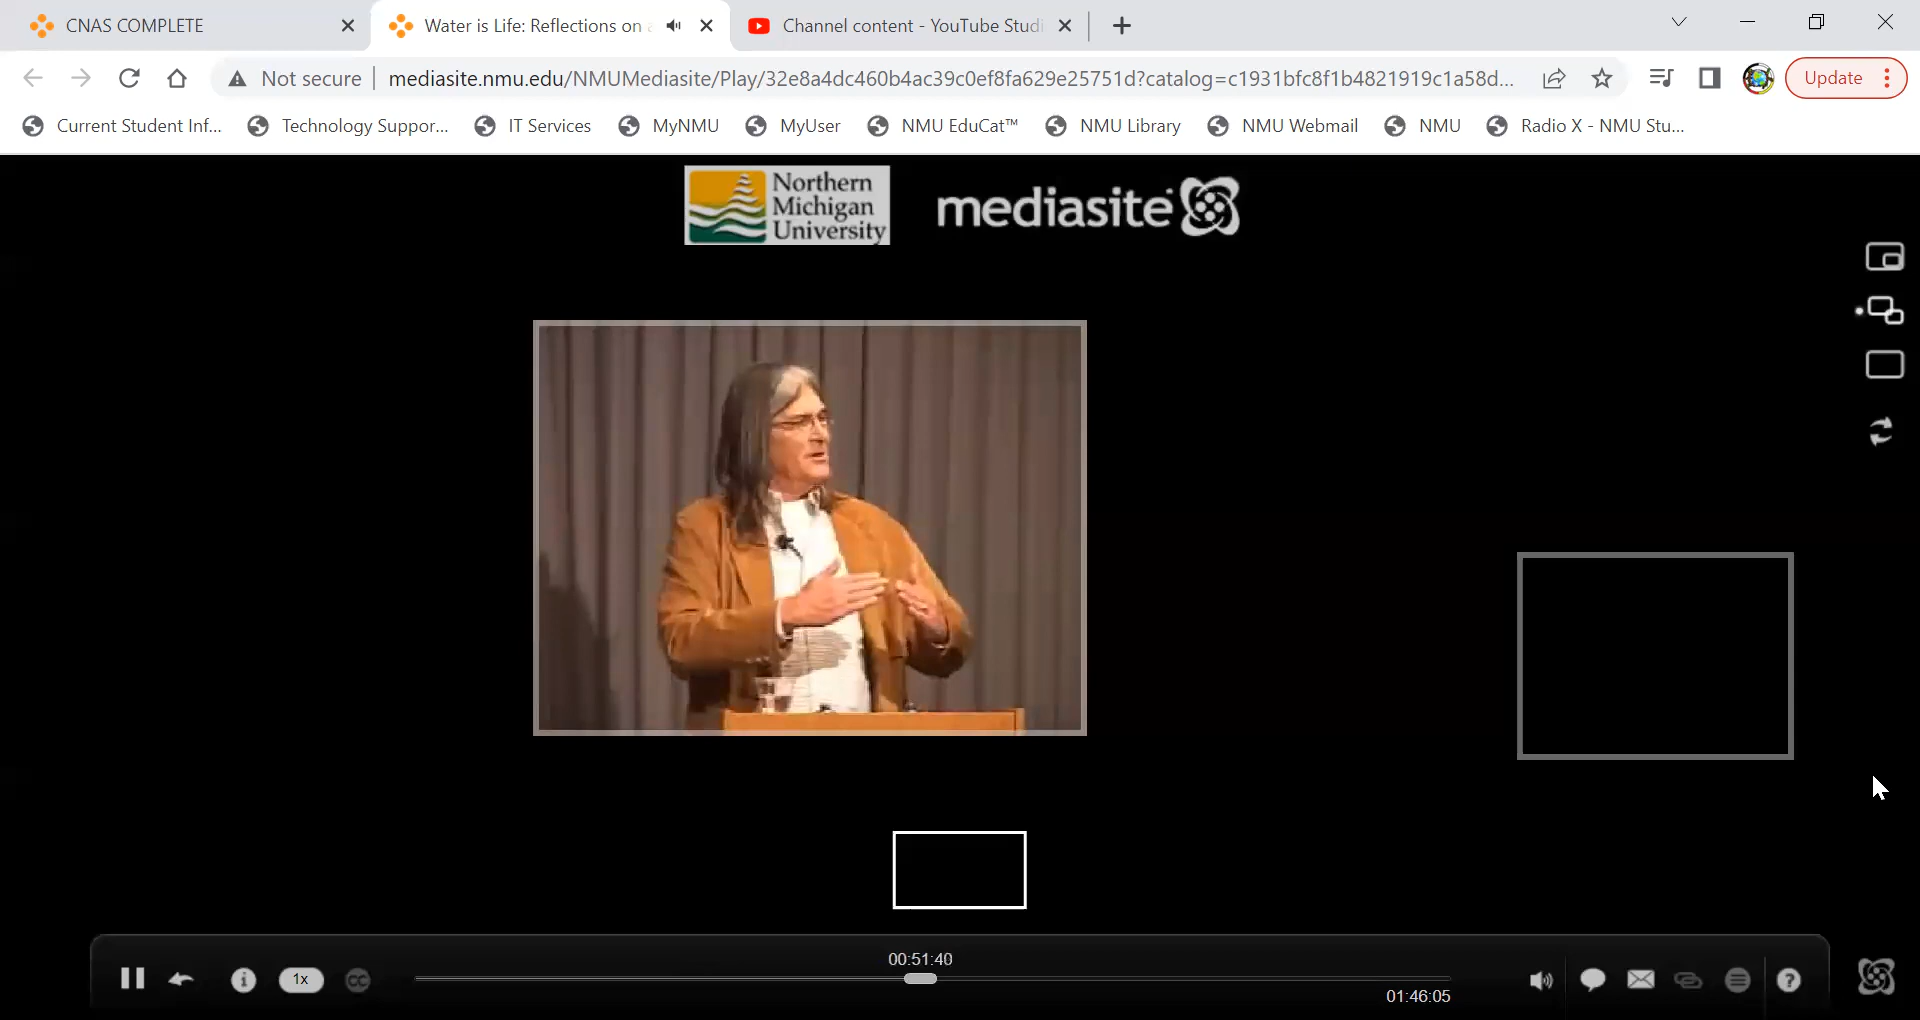 CNAS COMPLETE
Water is Life: Reflections on a
Channel content - YouTube Studi
Not secure
mediasite.nmu.edu/NMUMediasite/Play/32e8a4dc460b4ac39c0ef8fa629e25751d?catalog=c1931bfc8f1b4821919c1a58d...
Update
Current Student Inf...
Technology Suppor...
IT Services
MyNMU
MyUser
NMU EduCat™
NMU Library
NMU Webmail
NMU
Radio X - NMU Stu...
Northern
Michigan
University
mediasite
00:51:40
1x
CC
01:46:05